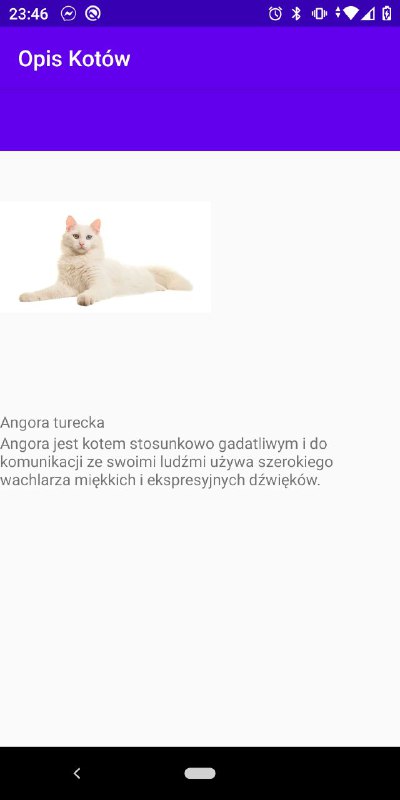 23:46
Opis Kotów
Angora turecka
Angora jest kotem stosunkowo gadatliwym i do
komunikacji ze swoimi ludźmi używa szerokiego
wachlarza miękkich i ekspresyjnych dźwięków.